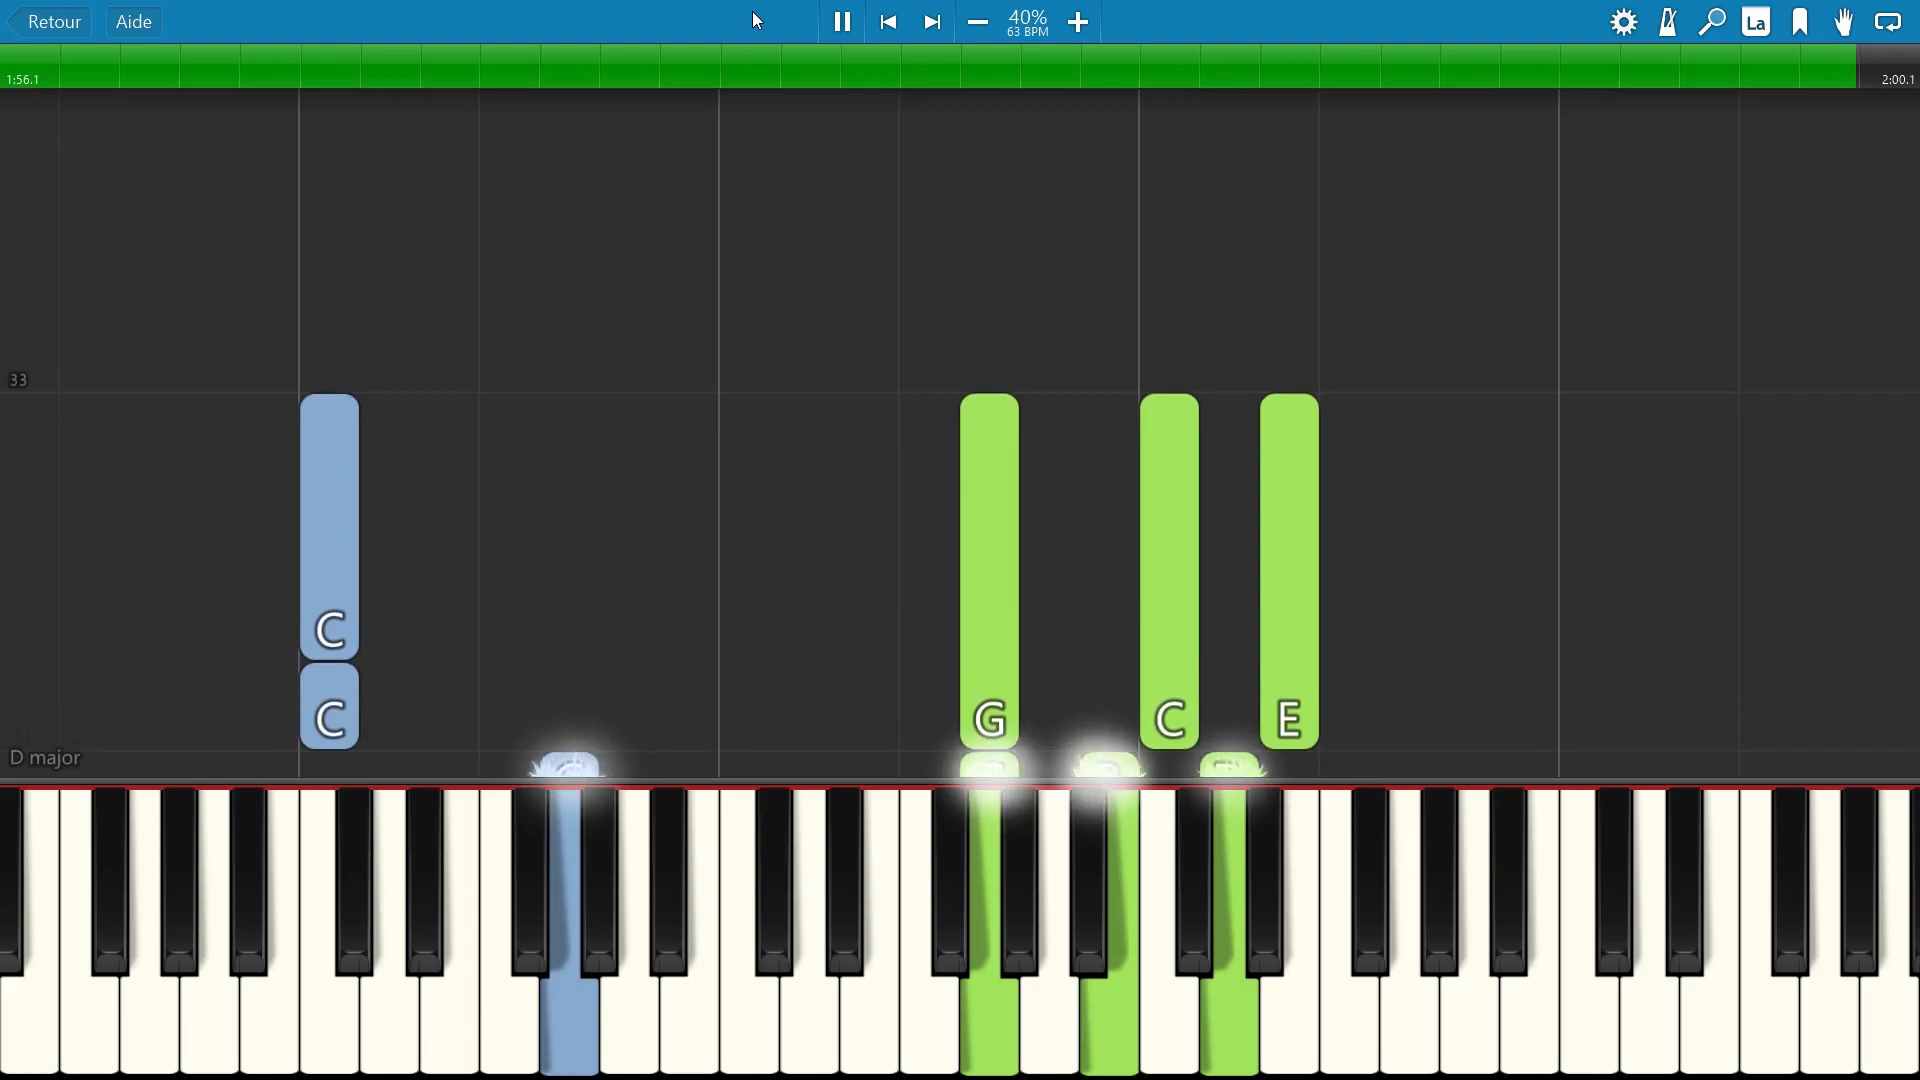 Retour
Aide
40%
63 BPM
La
1:56.1
2:00.1
33
C
C
G
C
E
D major